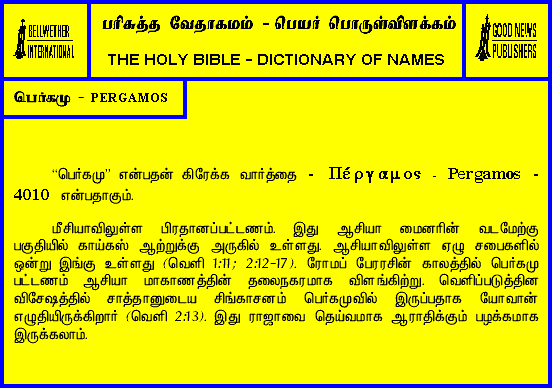 BELLWETHER
INTERNATIONAL
பரிசுத்த வேதாகமம் - பெயர் பொருள்விளக்கம்
THE HOLY BIBLE - DICTIONARY OF NAMES
GOOD NEWS
PUBLISHERS
பெர்கமு - PERGAMOS
“பெர்கமு” என்பதன் கிரேக்க வார்த்தை - Πέργαμος - Pergamos -
4010 என்பதாகும்.
மீசியாவிலுள்ள பிரதானப்பட்டணம். இது ஆசியா மைனரின் வடமேற்கு
பகுதியில் காய்கஸ் ஆற்றுக்கு அருகில் உள்ளது. ஆசியாவிலுள்ள ஏழு சபைகளில்
ஒன்று இங்கு உள்ளது (வெளி 1:11; 2:12-17). ரோமப் பேரரசின் காலத்தில் பெர்கமு
பட்டணம் ஆசியா மாகாணத்தின் தலைநகரமாக விளங்கிற்று. வெளிப்படுத்தின
விசேஷத்தில் சாத்தானுடைய சிங்காசனம் பெர்கமுவில் இருப்பதாக யோவான்
எழுதியிருக்கிறார் (வெளி 2:13). இது ராஜாவை தெய்வமாக ஆராதிக்கும் பழக்கமாக
இருக்கலாம்.